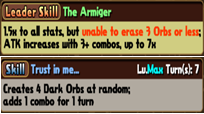 Leader Skill The Armiger
1.5x to all stats, but unable to erase 3 Orbs or less;
ATK increases with 3+ combos, up to 7x
Skill Trust in me... Lv.Max Turn(s): 7
Creates 4 Dark Orbs at random;
adds 1 combo for 1 turn